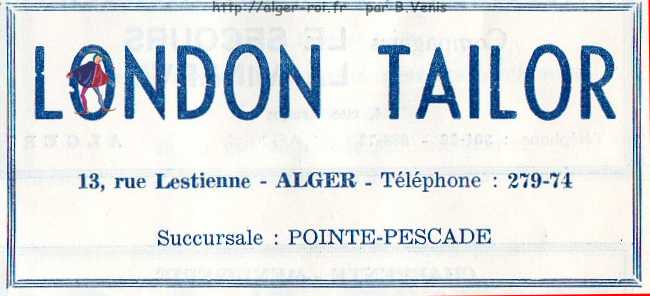 http://alger-roi.fr par B.Venis
LONDON TAILOR
13, rue Lestienne - ALGER - Téléphone : 279-74
Succursale : POINTE-PESCADE